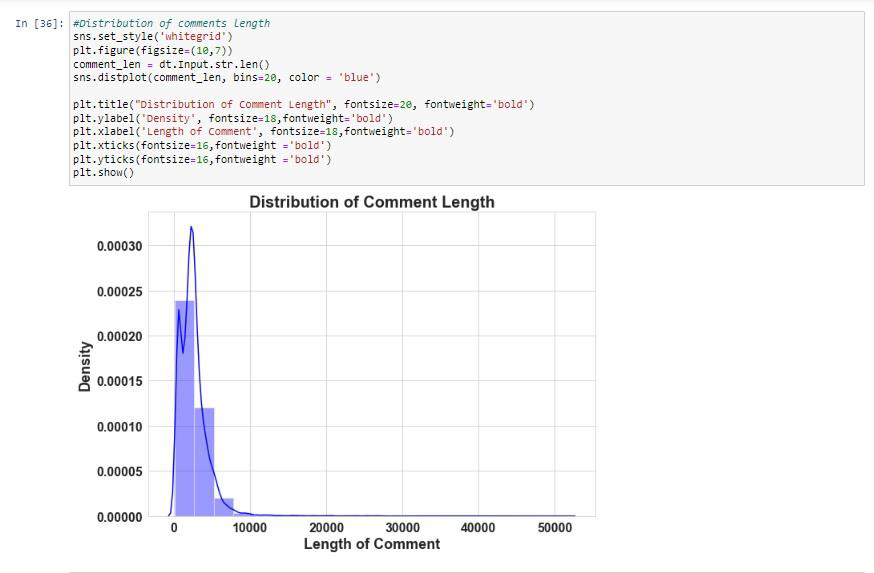 In [36]: #Distribution of comments Length
sns.set_style('whitegrid')
plt.figure(figsize=(10,7))
comment_len = dt.Input.str.len()
sns.distplot(comment_len, bins=20, color = 'blue')
plt.title("Distribution of Comment Length", fontsize=20, fontweight='bold')
plt.ylabel('Density', fontsize=18,fontweight='bold')
plt.xlabel('Length of Comment', fontsize=18,fontweight='bold')
plt.xticks(fontsize=16,fontweight ='bold')
plt.yticks(fontsize=16,fontweight ='bold')
plt.show()
Distribution of Comment Length
0.00030
0.00025
0.00020
0.00015
0.00010
0.00005
0.00000
Density
0 10000 20000 30000 40000 50000
Length of Comment